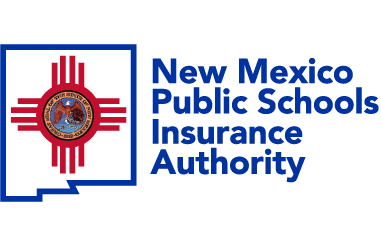 New Mexico
Public Schools
Insurance
Authority